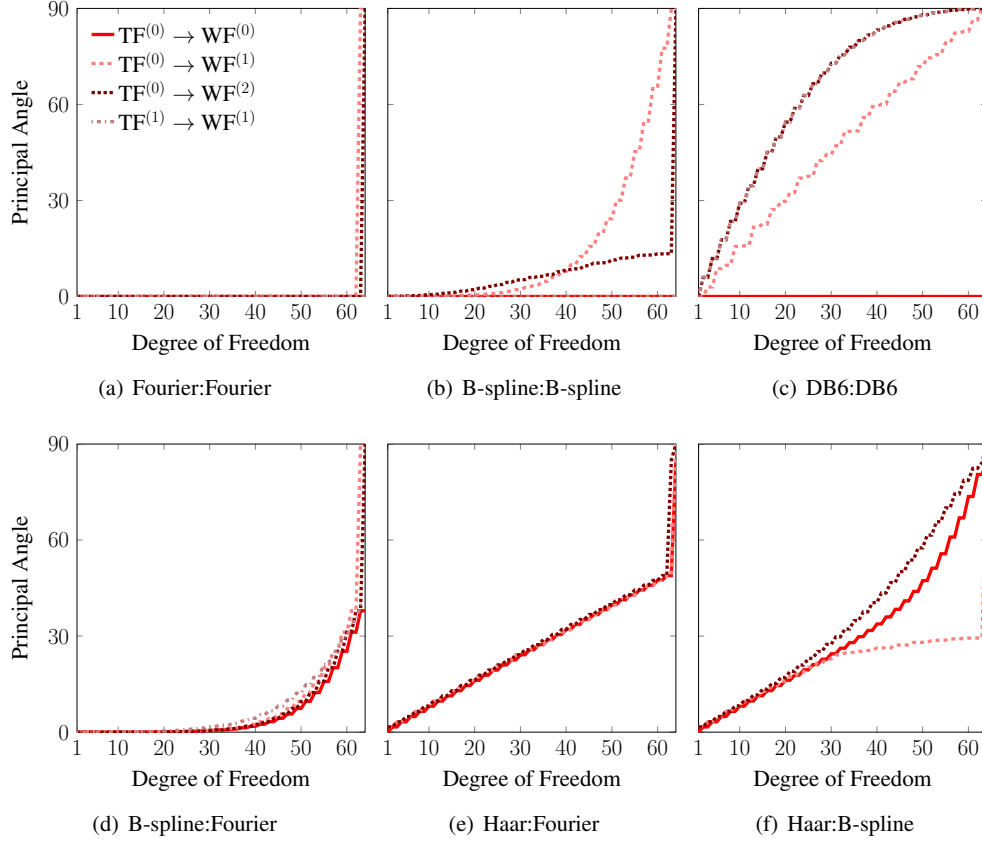 90
60
30
0
Principal Angle
TF^(0) → WF^(0)
TF^(0) → WF^(1)
TF^(0) → WF^(2)
TF^(1) → WF^(1)
1 10 20 30 40 50 60
Degree of Freedom
(a) Fourier:Fourier
1 10 20 30 40 50 60
Degree of Freedom
(b) B-spline:B-spline
1 10 20 30 40 50 60
Degree of Freedom
(c) DB6:DB6
90
60
30
0
Principal Angle
1 10 20 30 40 50 60
Degree of Freedom
(d) B-spline:Fourier
1 10 20 30 40 50 60
Degree of Freedom
(e) Haar:Fourier
1 10 20 30 40 50 60
Degree of Freedom
(f) Haar:B-spline